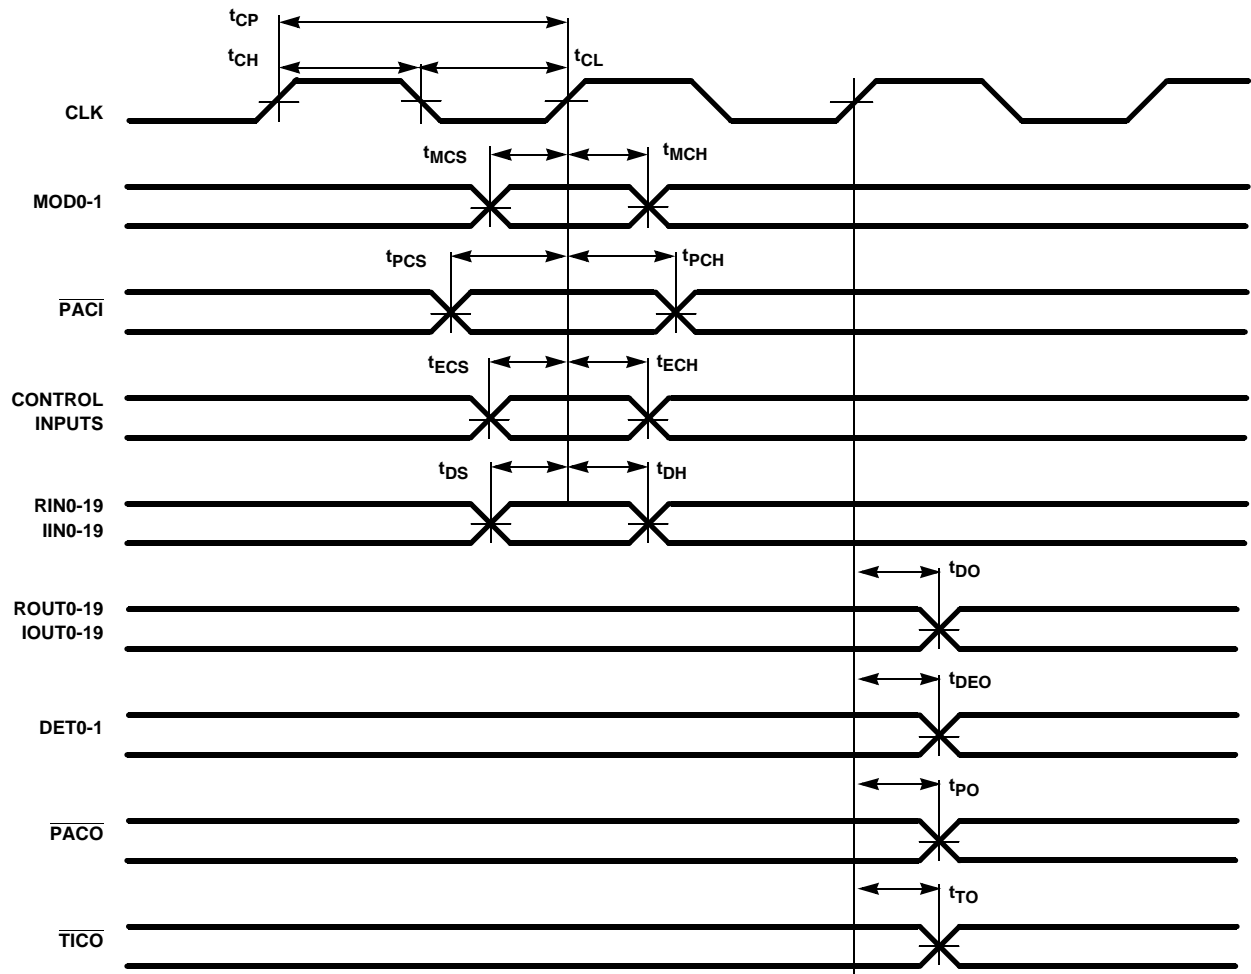 tCP
tCH
tCL
CLK
tMCS
tMCH
MOD0-1
tPCS
tPCH
PACI
tECS
tECH
CONTROL
INPUTS
tDS
tDH
RIN0-19
IIN0-19
tDO
ROUT0-19
IOUT0-19
tDEO
DET0-1
tPO
PACO
tTO
TICO